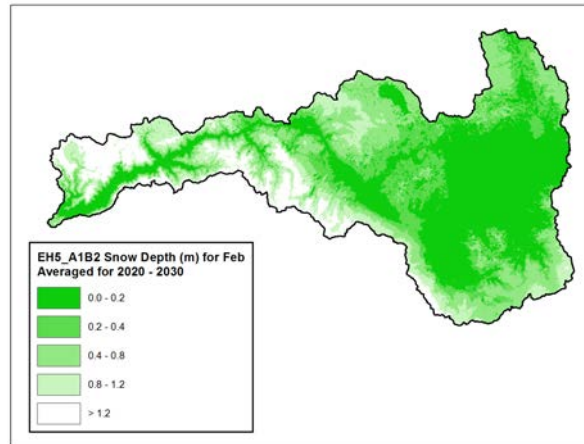 EH5_A1B2 Snow Depth (m) for Feb
Averaged for 2020 - 2030
0.0 - 0.2
0.2 - 0.4
0.4 - 0.8
0.8 - 1.2
> 1.2